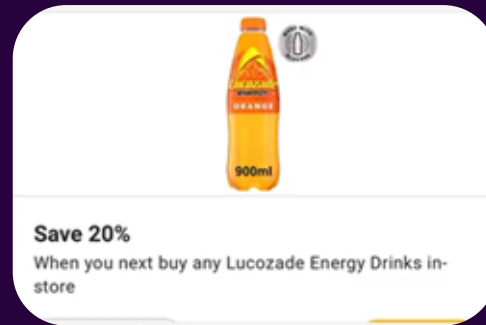 Lucozade
ENERGY
ORANGE
900ml
Save 20%
When you next buy any Lucozade Energy Drinks in-
store